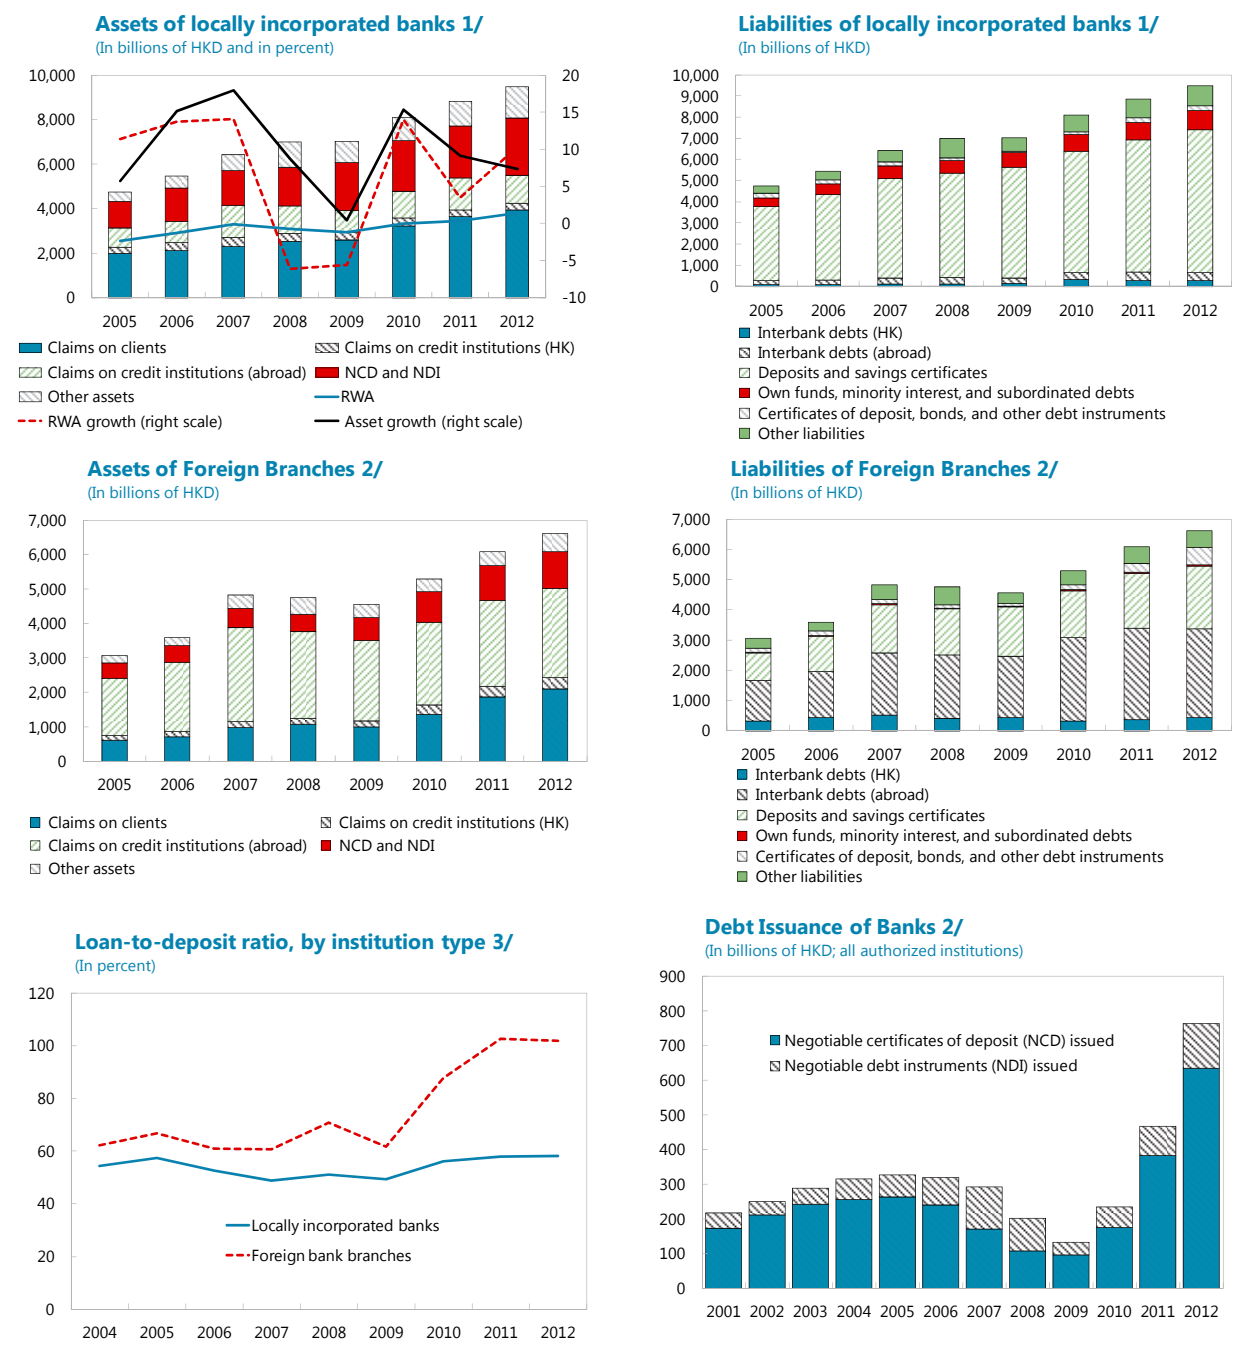 Assets of locally incorporated banks 1/
(In billions of HKD and in percent)
10,000
8,000
6,000
4,000
2,000
0
20
15
10
5
0
-5
-10
2005 2006 2007 2008 2009 2010 2011 2012
Claims on clients
Claims on credit institutions (HK)
Claims on credit institutions (abroad)
NCD and NDI
Other assets
RWA
RWA growth (right scale)
Asset growth (right scale)
Liabilities of locally incorporated banks 1/
(In billions of HKD)
10,000
9,000
8,000
7,000
6,000
5,000
4,000
3,000
2,000
1,000
0
2005 2006 2007 2008 2009 2010 2011 2012
Interbank debts (HK)
Interbank debts (abroad)
Deposits and savings certificates
Own funds, minority interest, and subordinated debts
Certificates of deposit, bonds, and other debt instruments
Other liabilities
Assets of Foreign Branches 2/
(In billions of HKD)
7,000
6,000
5,000
4,000
3,000
2,000
1,000
0
2005 2006 2007 2008 2009 2010 2011 2012
Claims on clients
Claims on credit institutions (HK)
Claims on credit institutions (abroad)
NCD and NDI
Other assets
Liabilities of Foreign Branches 2/
(In billions of HKD)
7,000
6,000
5,000
4,000
3,000
2,000
1,000
0
2005 2006 2007 2008 2009 2010 2011 2012
Interbank debts (HK)
Interbank debts (abroad)
Deposits and savings certificates
Own funds, minority interest, and subordinated debts
Certificates of deposit, bonds, and other debt instruments
Other liabilities
Loan-to-deposit ratio, by institution type 3/
(In percent)
120
100
80
60
40
20
0
Locally incorporated banks
Foreign bank branches
2004 2005 2006 2007 2008 2009 2010 2011 2012
Debt Issuance of Banks 2/
(In billions of HKD; all authorized institutions)
900
800
700
600
500
400
300
200
100
0
Negotiable certificates of deposit (NCD) issued
Negotiable debt instruments (NDI) issued
2001 2002 2003 2004 2005 2006 2007 2008 2009 2010 2011 2012